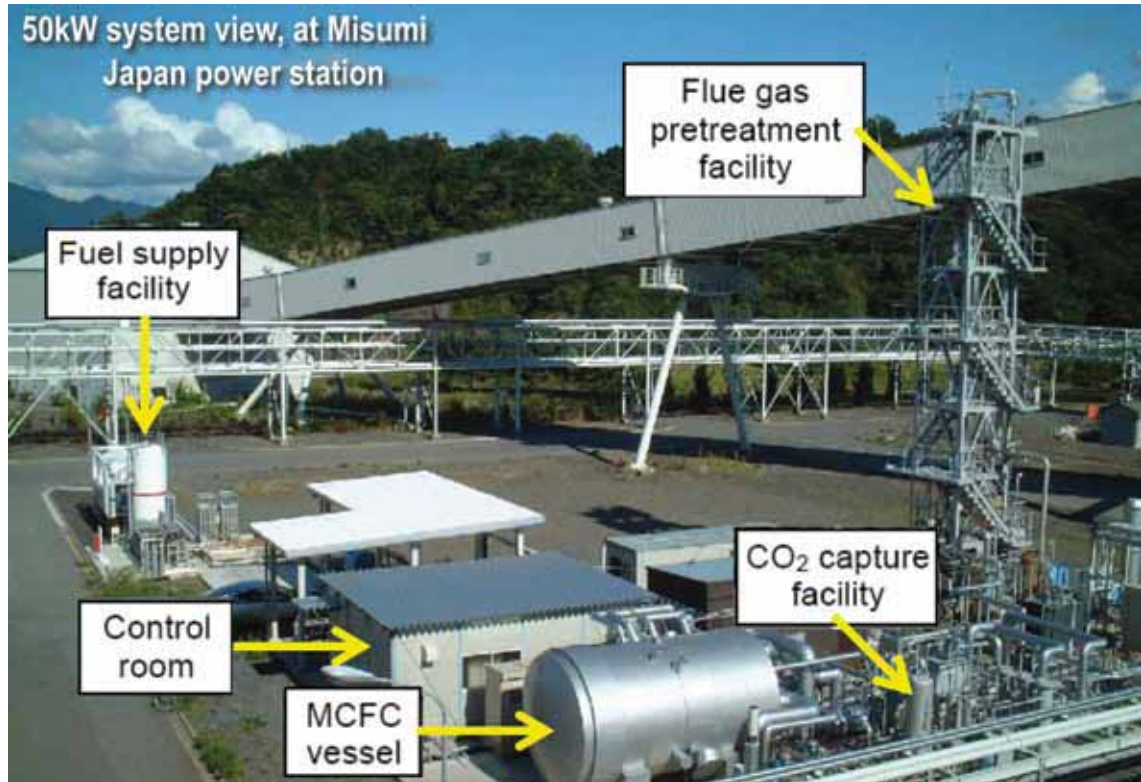 50kW system view, at Misumi
Japan power station
Flue gas
pretreatment
facility
Fuel supply
facility
CO₂ capture
facility
Control
room
MCFC
vessel